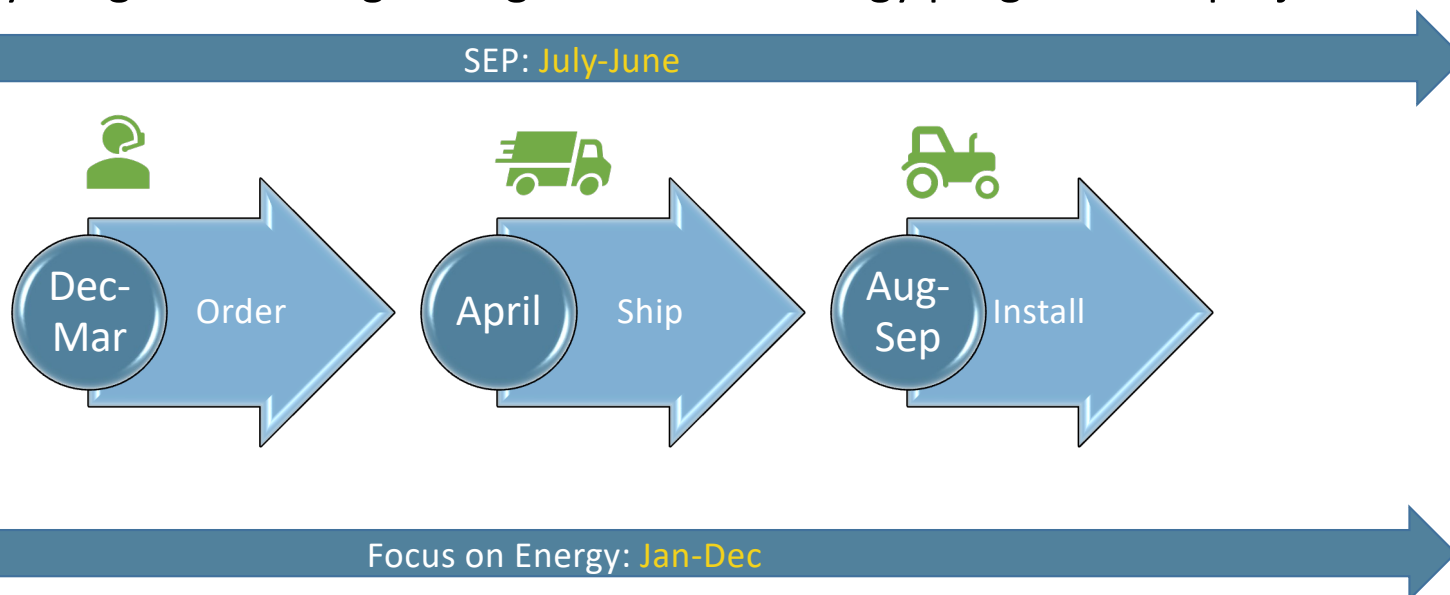 SEP: July-June
Dec-
Mar
Order
April
Ship
Aug-
Sep
Install
Focus on Energy: Jan-Dec